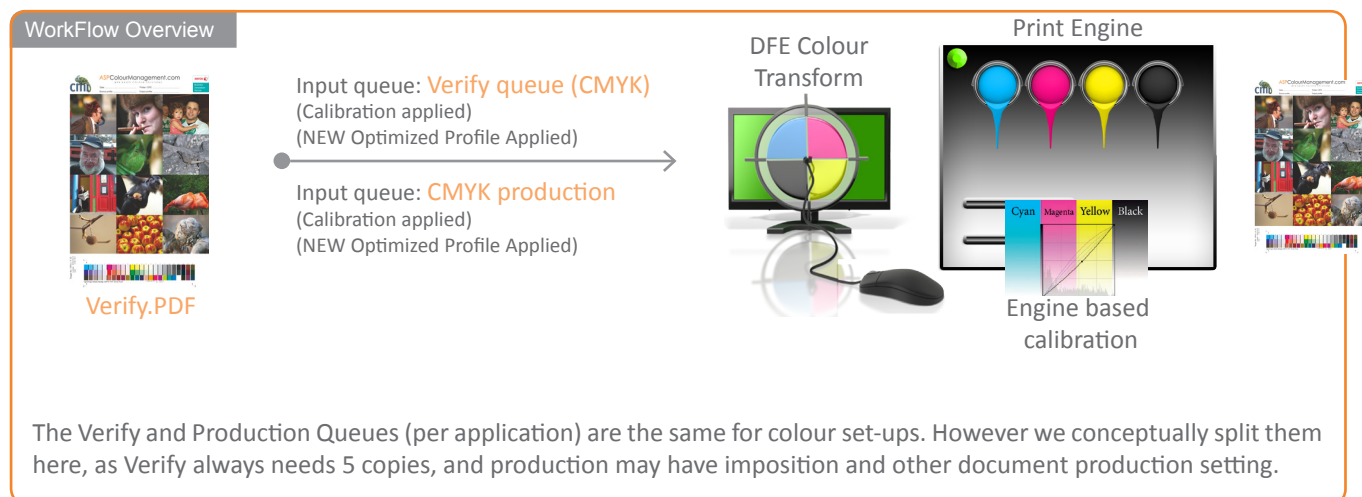 WorkFlow Overview
cmb
ASPColourManagement.com
Input queue: Verify queue (CMYK)
(Calibration applied)
(NEW Optimized Profile Applied)
Input queue: CMYK production
(Calibration applied)
(NEW Optimized Profile Applied)
Verify.PDF
DFE Colour
Transform
Print Engine
Cyan Magenta Yellow Black
Engine based
calibration
ASPColourManagement.com
The Verify and Production Queues (per application) are the same for colour set-ups. However we conceptually split them
here, as Verify always needs 5 copies, and production may have imposition and other document production setting.